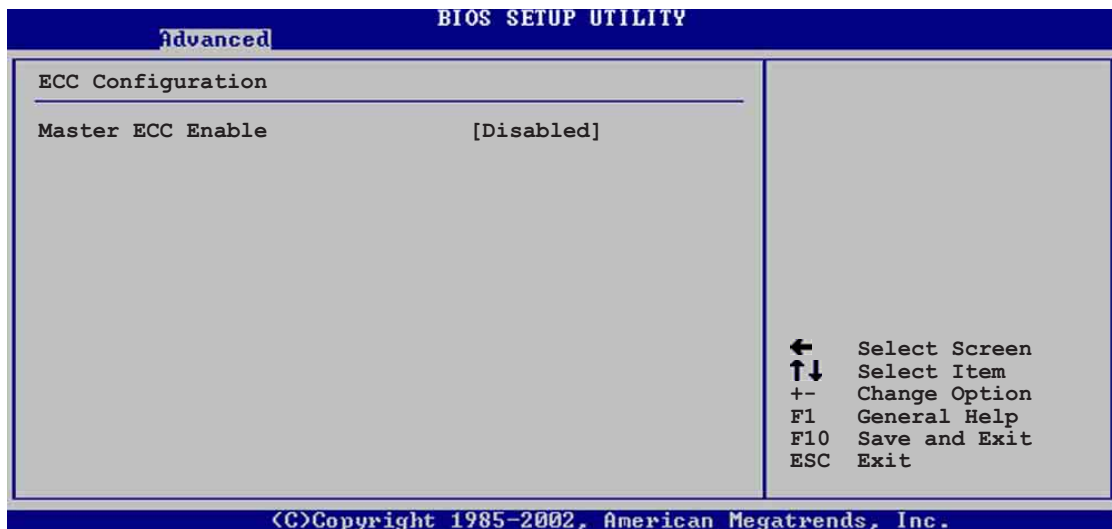 BIOS SETUP UTILITY
Advanced
ECC Configuration
Master ECC Enable [Disabled]
← Select Screen
↑↓ Select Item
+- Change Option
F1 General Help
F10 Save and Exit
ESC Exit
(C)Copyright 1985-2002, American Megatrends, Inc.